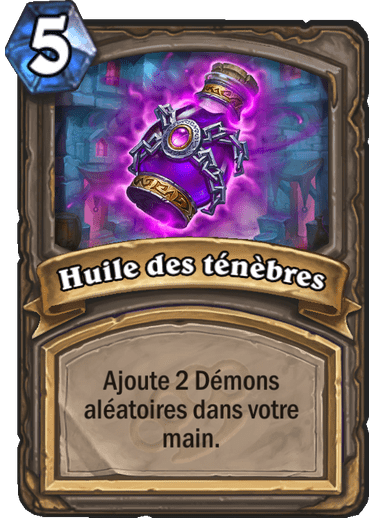 5
Huile des ténèbres
Ajoute 2 Démons
aléatoires dans votre
main.